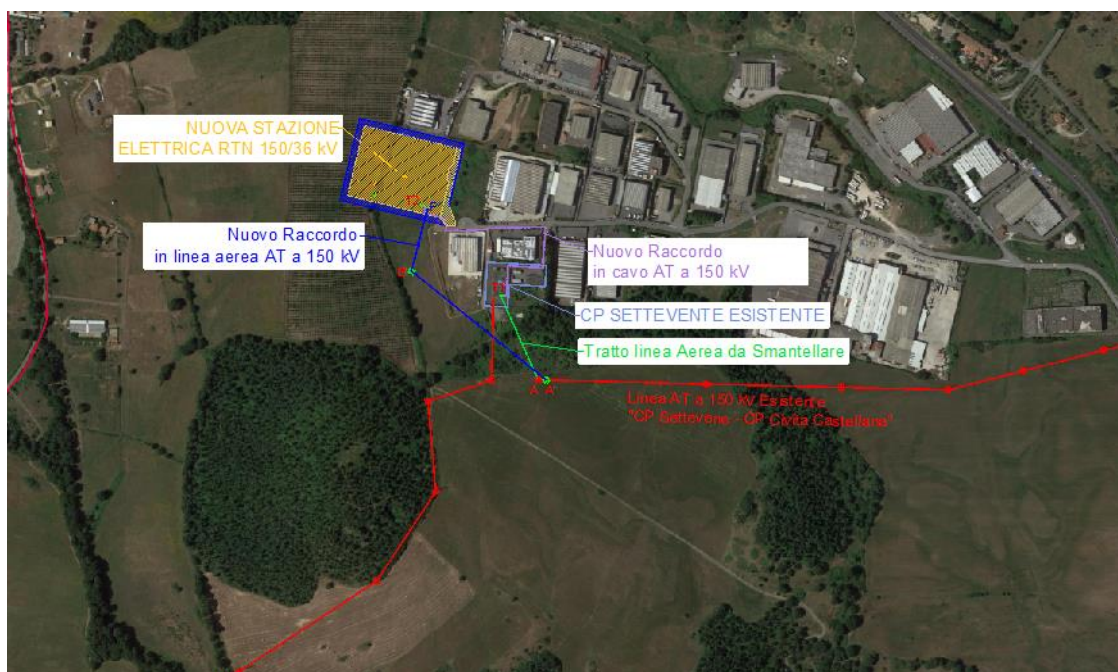 NUOVA STAZIONE
ELETTRICA RTN 150/36 kV
Nuovo Raccordo
in linea aerea AT a 150 kV
Nuovo Raccordo
in cavo AT a 150 kV
CP SETTEVENTE ESISTENTE
Tratto linea Aerea da Smantellare
A A'
Linea AT a 150 kV Esistente
"CP Settevene - CP Civita Castellana"